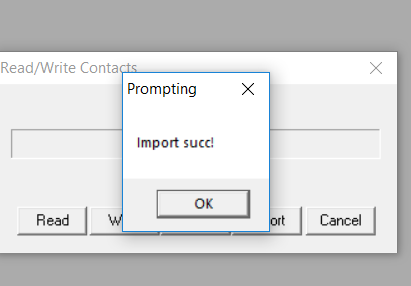 Read/Write Contacts
Prompting
Import succ!
OK
Read
Cancel